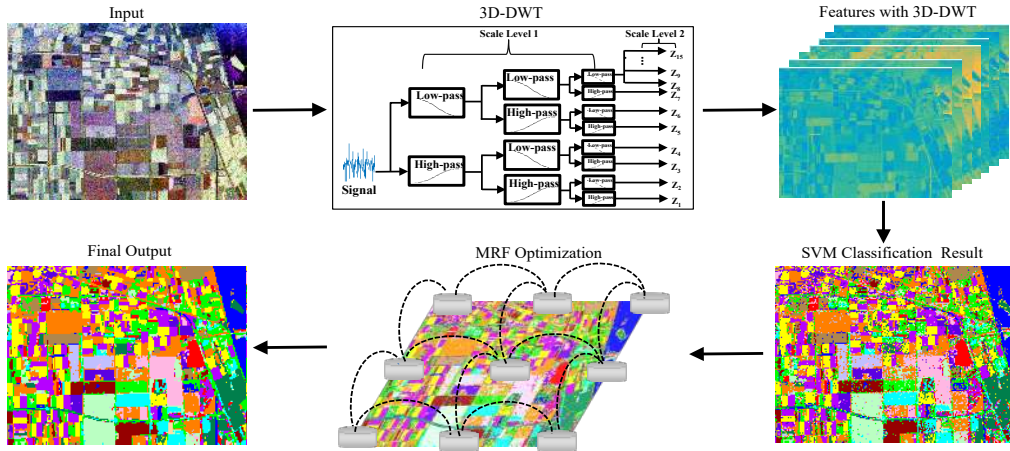 Input
3D-DWT
Features with 3D-DWT
Scale Level 1
Scale Level 2
Z15
Low-pass
Low-pass
Z9
Z8
High-pass
Z7
Low-pass
High-pass
Low-pass
Z6
High-pass
Z5
High-pass
Low-pass
Low-pass
Z4
High-pass
Z3
Signal
High-pass
Low-pass
Z2
High-pass
Z1
Final Output
MRF Optimization
SVM Classification Result